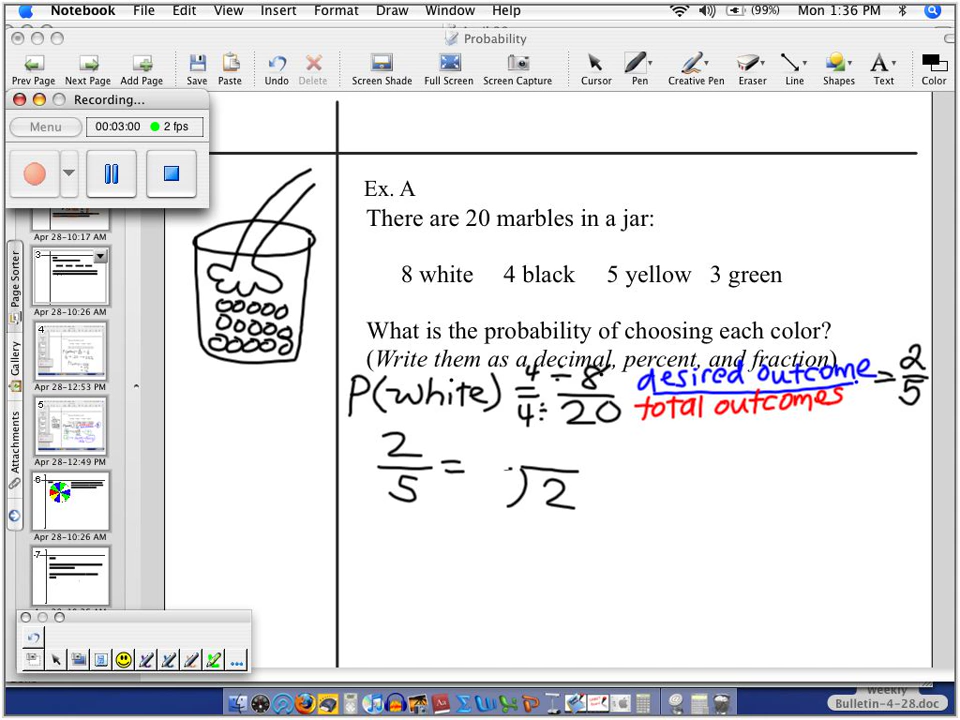 Notebook File Edit View Insert Format Draw Window Help (99%) Mon 1:36 PM
Probability
Prev Page Next Page Add Page Save Paste Undo Delete Screen Shade Full Screen Screen Capture Cursor Pen Creative Pen Eraser Line Shapes Text Color
Recording...
Menu 00:03:00 2 fps
Page Sorter
Gallery
Attachments
Apr 28-10:17 AM
3
Apr 28-10:26 AM
4
Apr 28-12:53 PM
5
Apr 28-12:49 PM
6
Apr 28-10:26 AM
7
Ex. A
There are 20 marbles in a jar:
8 white 4 black 5 yellow 3 green
What is the probability of choosing each color?
(Write them as a decimal, percent, and fraction)
P(white) = 4/4 ÷ ÷ 8/20 desired outcome/total outcomes = 2/5
2/5 = )2
Weekly
Bulletin-4-28.doc